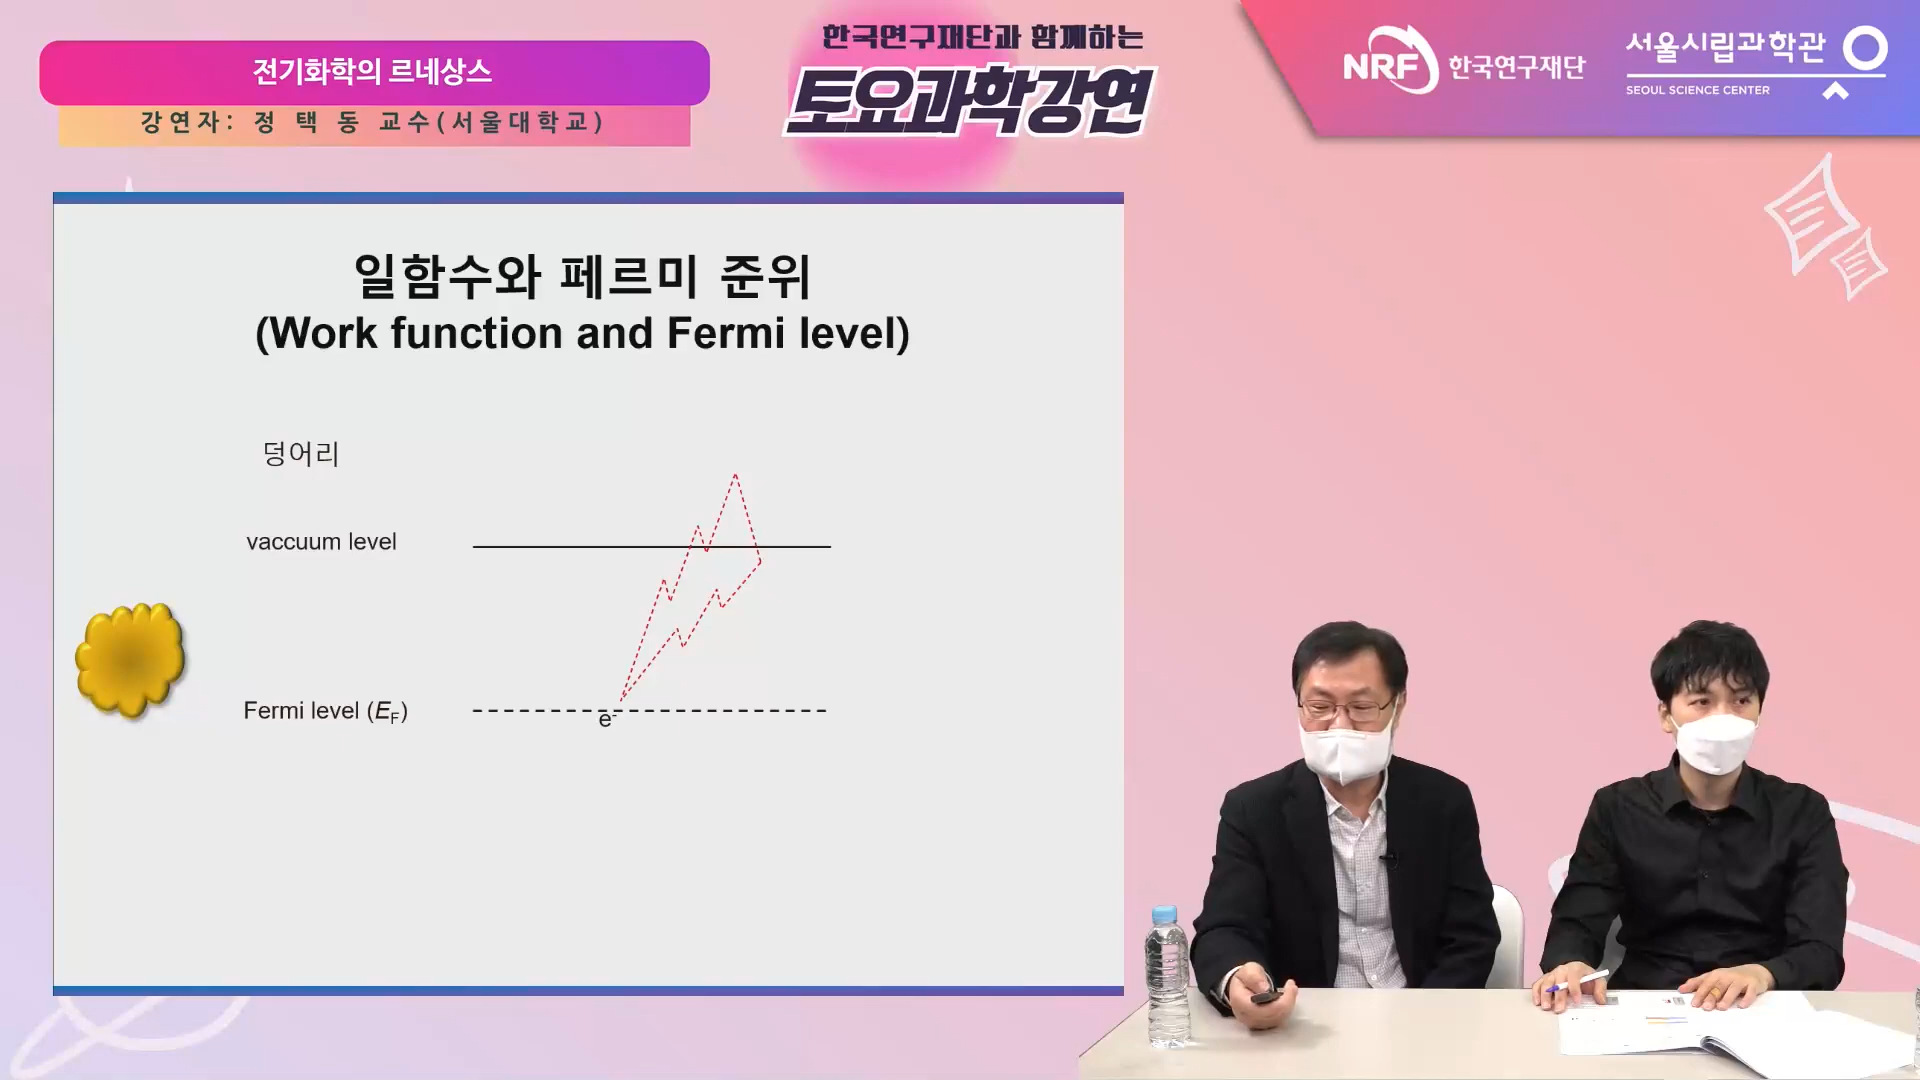 전기화학의 르네상스
강연자: 정 택 동 교수(서울대학교)
한국연구재단과 함께하는
토요과학강연
NRF 한국연구재단
서울시립과학관
SEOUL SCIENCE CENTER
일함수와 페르미 준위
(Work function and Fermi level)
덩어리
vaccuum level
Fermi level (EF)
e-